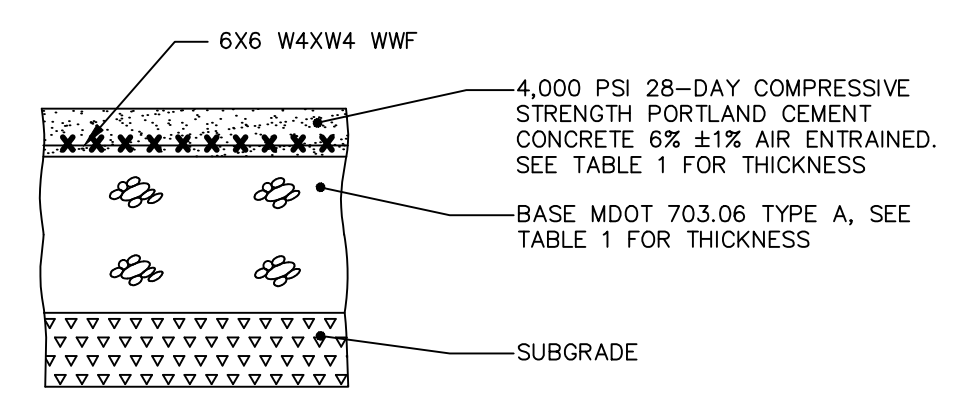 6X6 W4XW4 WWF
4,000 PSI 28-DAY COMPRESSIVE
STRENGTH PORTLAND CEMENT
CONCRETE 6% ±1% AIR ENTRAINED.
SEE TABLE 1 FOR THICKNESS
BASE MDOT 703.06 TYPE A, SEE
TABLE 1 FOR THICKNESS
SUBGRADE